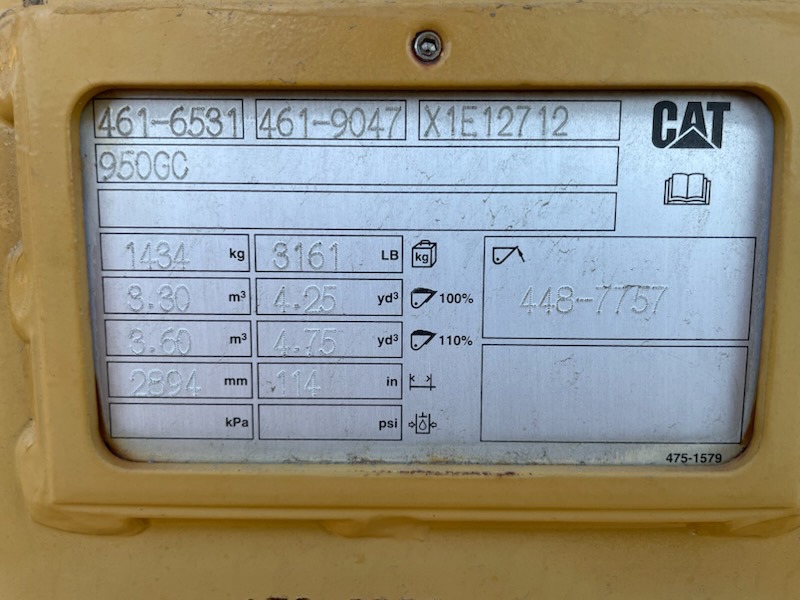 461-6531 461-9047 X1E12712 CAT
950GC
1434 kg 3161 LB kg
3.30 m³ 4.25 yd³ 100% 448-7757
3.60 m³ 4.75 yd³ 110%
2894 mm 114 in
kPa psi
475-1579